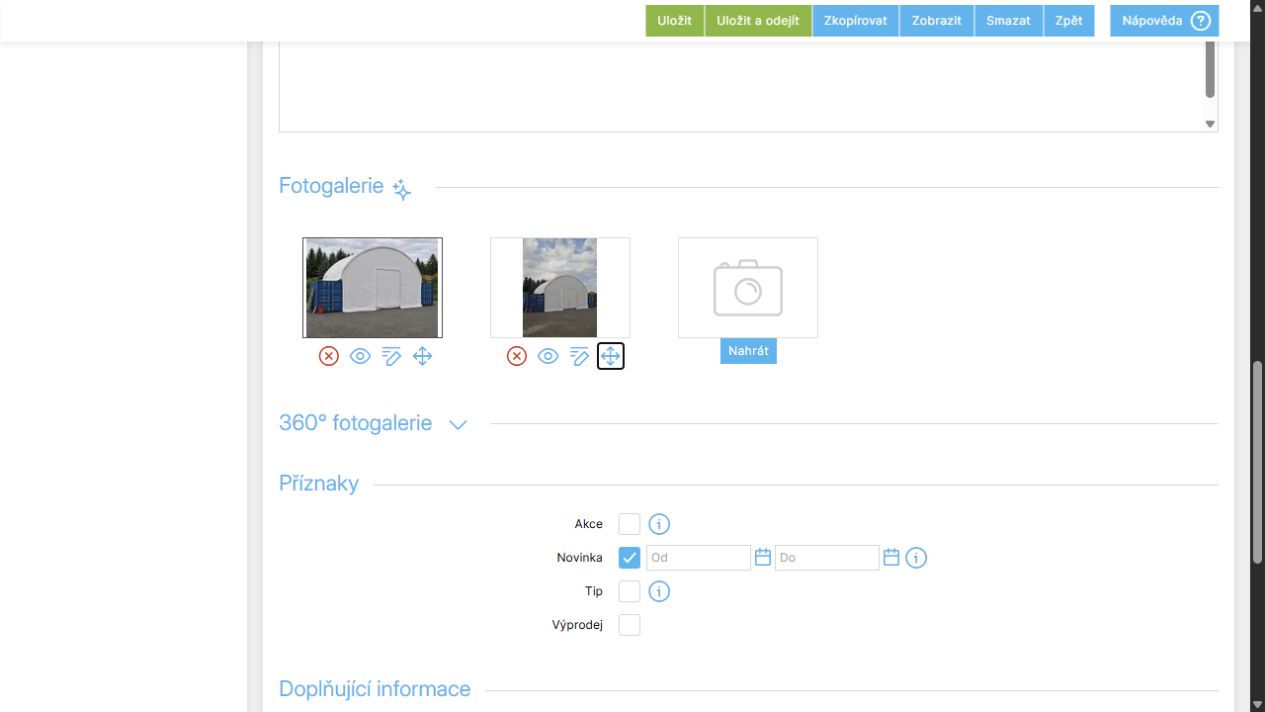 Uložit Uložit a odejít Zkopírovat Zobrazit Smazat Zpět Nápověda ?
Fotogalerie
Nahrát
360° fotogalerie
Příznaky
Akce
Novinka Od Do
Tip
Výprodej
Doplňující informace